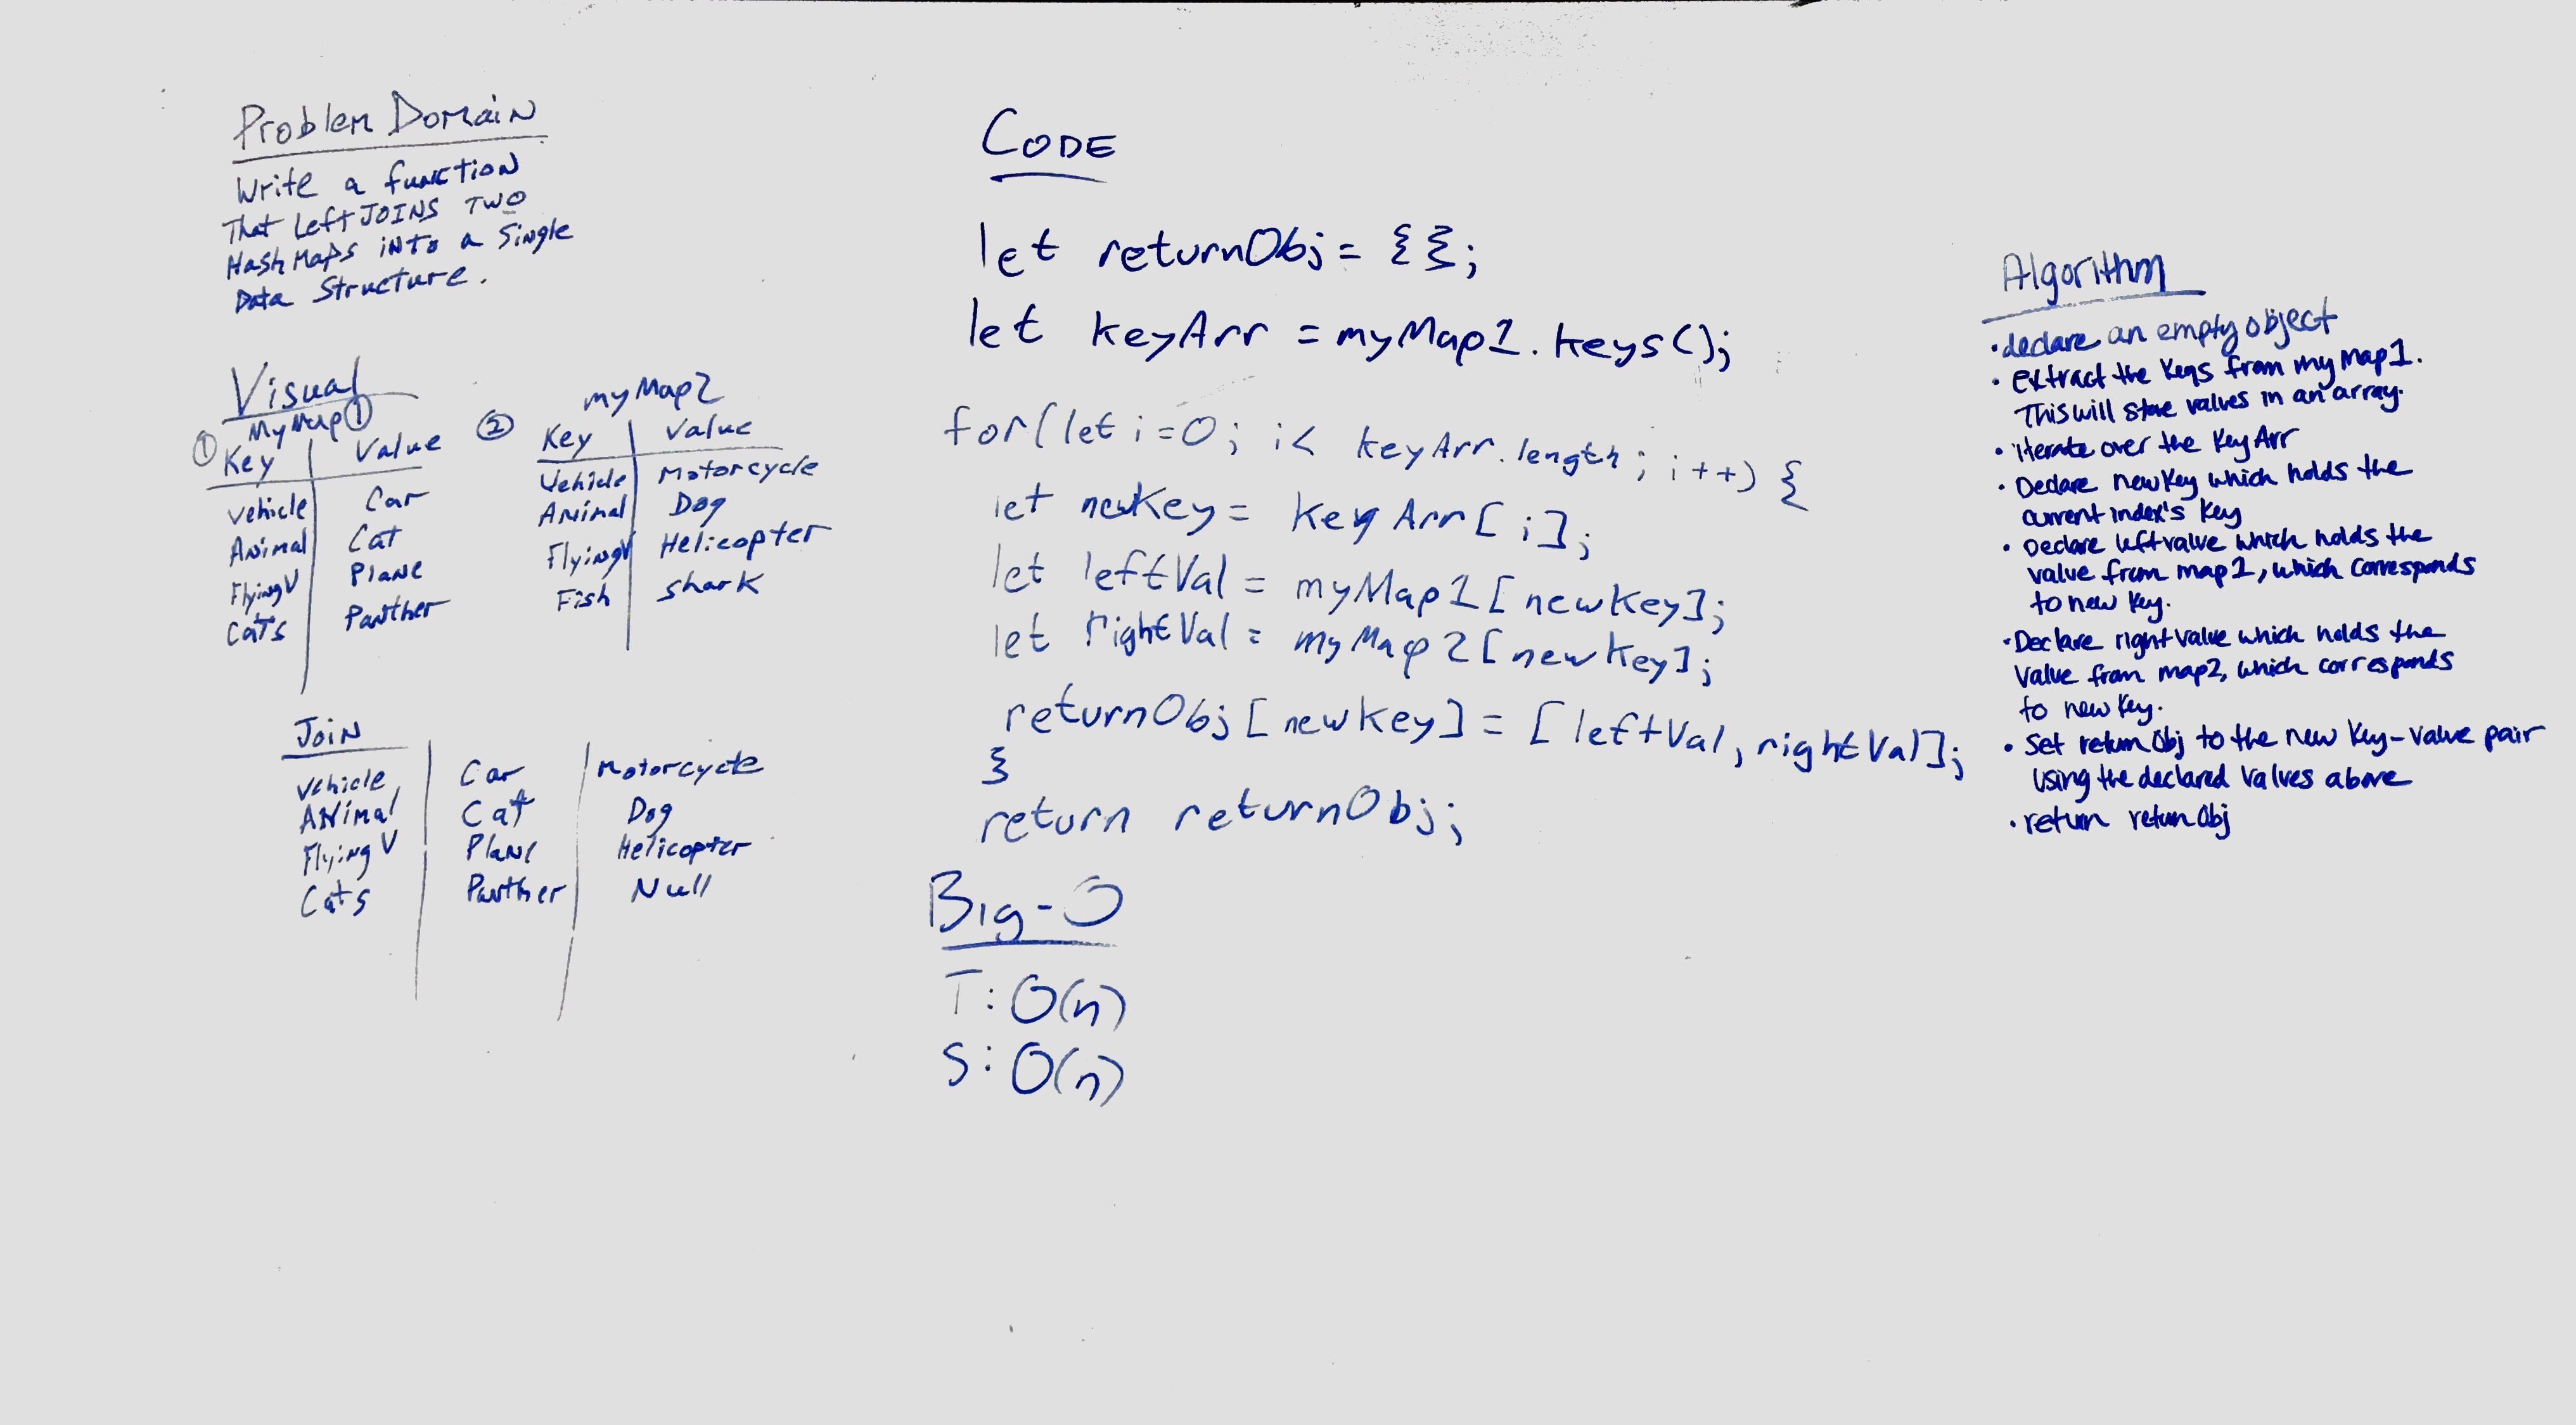 Problem Domain
Write a function
That Left JOINS TWO
Hash Maps iNTo a Single
Data Structure.
Visual
MyMap①
①
Key Value
Vehicle Car
Animal Cat
FlyingV Plane
Cats Panther
② myMap2
Key Value
Vehicle Motorcycle
Animal Dog
FlyingV Helicopter
Fish shark
Join
Vehicle Car Motorcycle
ANimal Cat Dog
Flying V Plane Helicopter
Cats Panther Null
CODE
let returnObj = {};
let keyArr = myMap1.keys();
for(let i=0; i< keyArr.length; i++) {
let newKey = keyArr[i];
let leftVal = myMap1[newKey];
let rightVal = myMap2[newKey];
returnObj[newKey] = [leftVal, rightVal];
}
return returnObj;
Big-O
T: O(n)
S: O(n)
Algorithm
• declare an empty object
• extract the keys from myMap1.
This will store values in an array.
• iterate over the KeyArr
• Declare newKey which holds the
current index's key
• Declare leftvalue which holds the
value from map1, which corresponds
to new key.
• Declare rightvalue which holds the
value from map2, which corresponds
to new key.
• Set returnObj to the new key-value pair
using the declared values above
• return returnObj